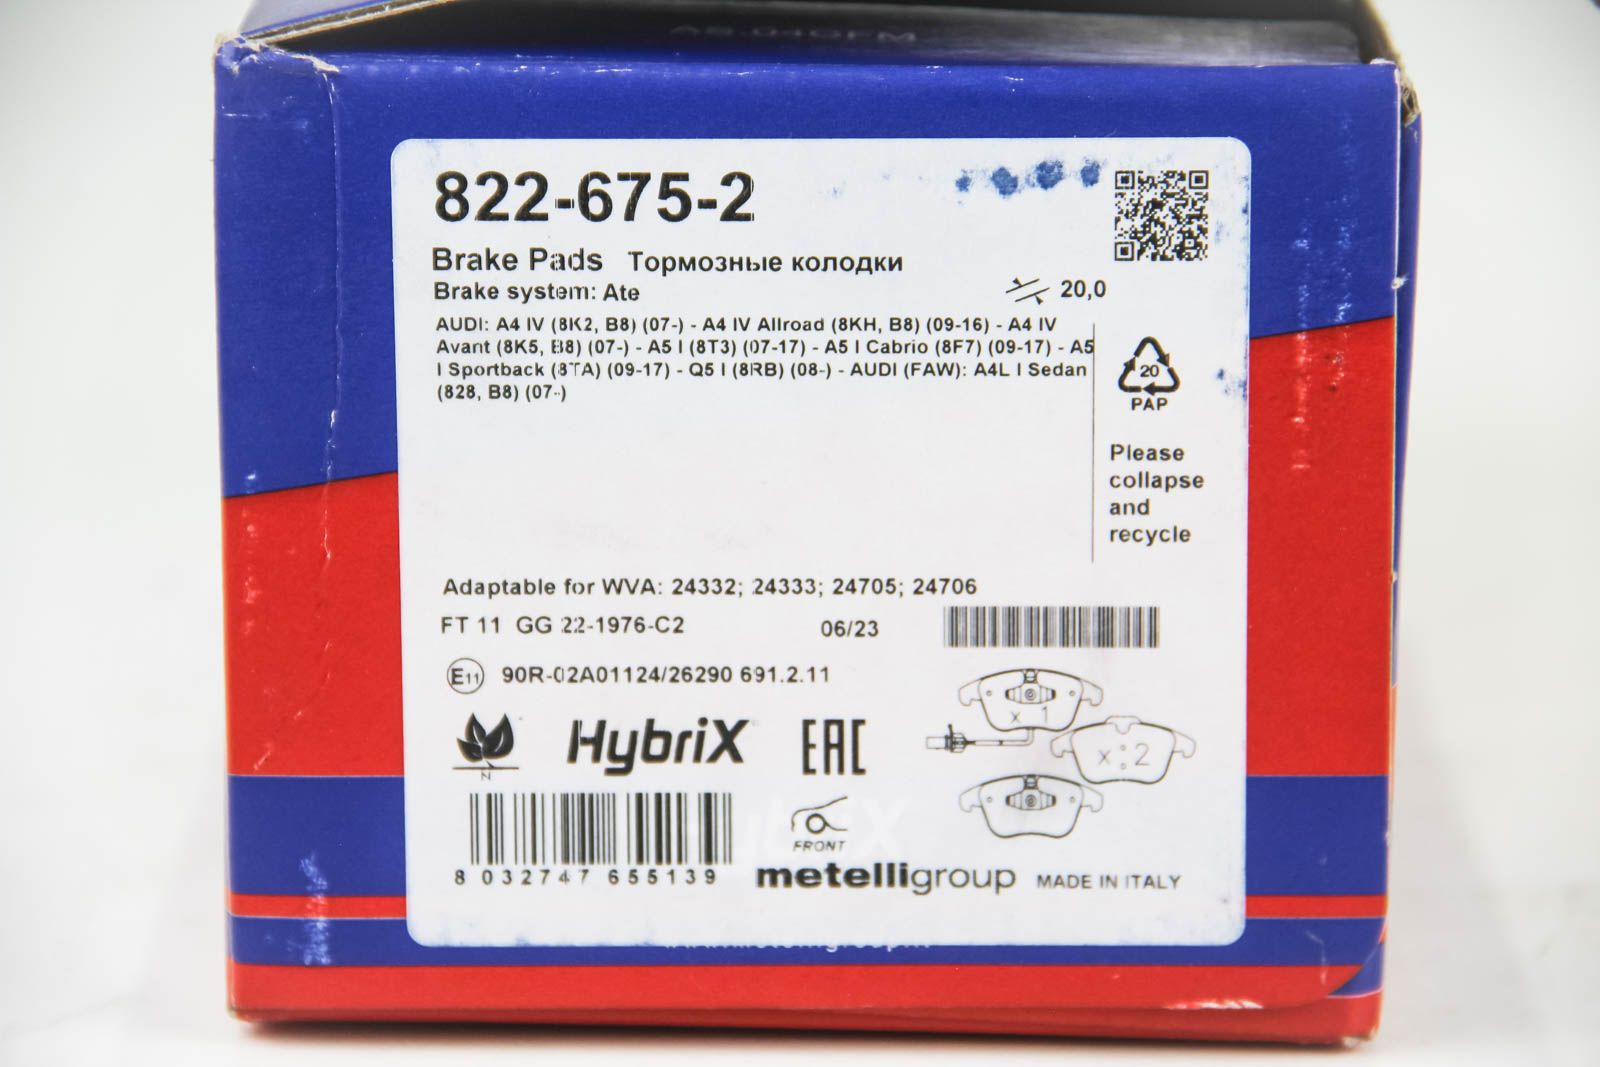 822-675-2
Brake Pads Тормозные колодки
Brake system: Ate
20,0
AUDI: A4 IV (8K2, B8) (07-) - A4 IV Allroad (8KH, B8) (09-16) - A4 IV
Avant (8K5, B8) (07-) - A5 I (8T3) (07-17) - A5 I Cabrio (8F7) (09-17) - A5
I Sportback (8TA) (09-17) - Q5 I (8RB) (08-) - AUDI (FAW): A4L I Sedan
(828, B8) (07-)
20
PAP
Please
collapse
and
recycle
Adaptable for WVA: 24332; 24333; 24705; 24706
FT 11 GG 22-1976-C2 06/23
E11 90R-02A01124/26290 691.2.11
N
HybriX
EAC
x 1
x 2
FRONT
8 032747 655139
metelligroup MADE IN ITALY